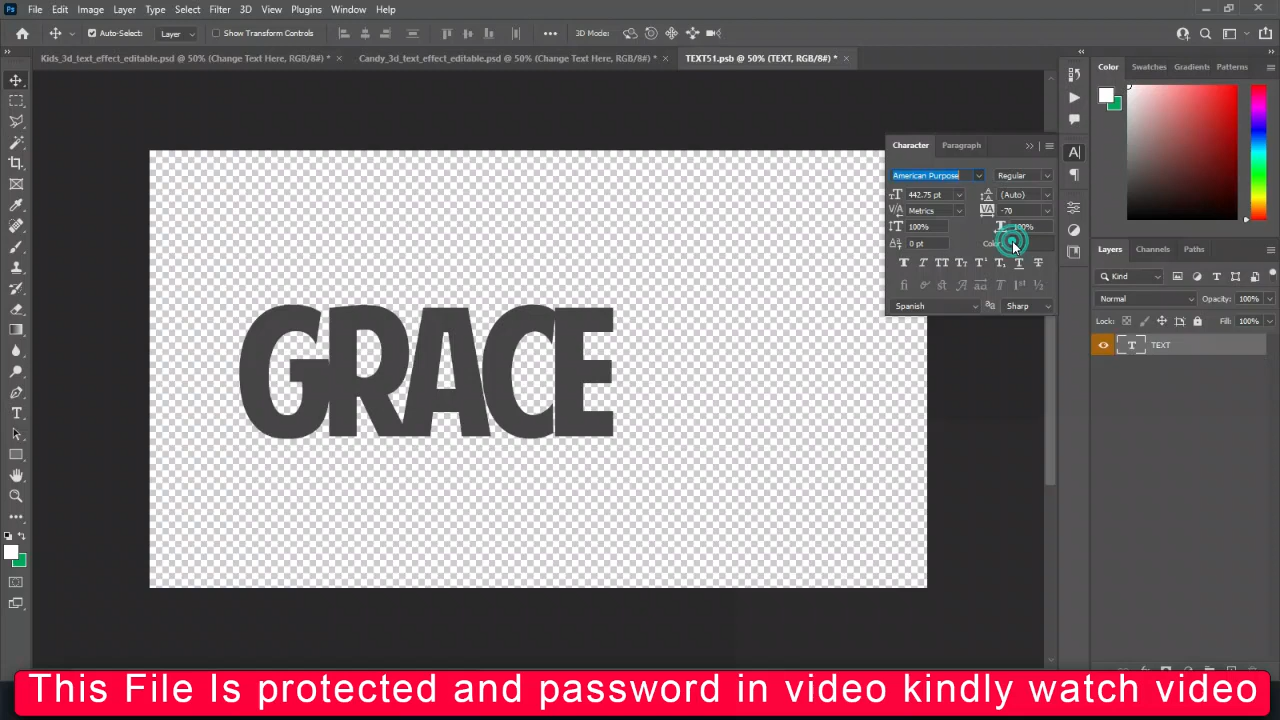 Ps File Edit Image Layer Type Select Filter 3D View Plugins Window Help
Auto-Select: Layer Show Transform Controls 3D Mode:
Kids_3d_text_effect_editable.psd @ 50% (Change Text Here, RGB/8#) * × Candy_3d_text_effect_editable.psd @ 50% (Change Text Here, RGB/8#) * × TEXT51.psb @ 50% (TEXT, RGB/8#) * ×
Color Swatches Gradients Patterns
Character Paragraph
American Purpose Regular
442.75 pt (Auto)
Metrics -70
100% 100%
0 pt
Spanish Sharp
Layers Channels Paths
Kind
Normal Opacity: 100%
Lock: Fill: 100%
TEXT
GRACE
This File Is protected and password in video kindly watch video